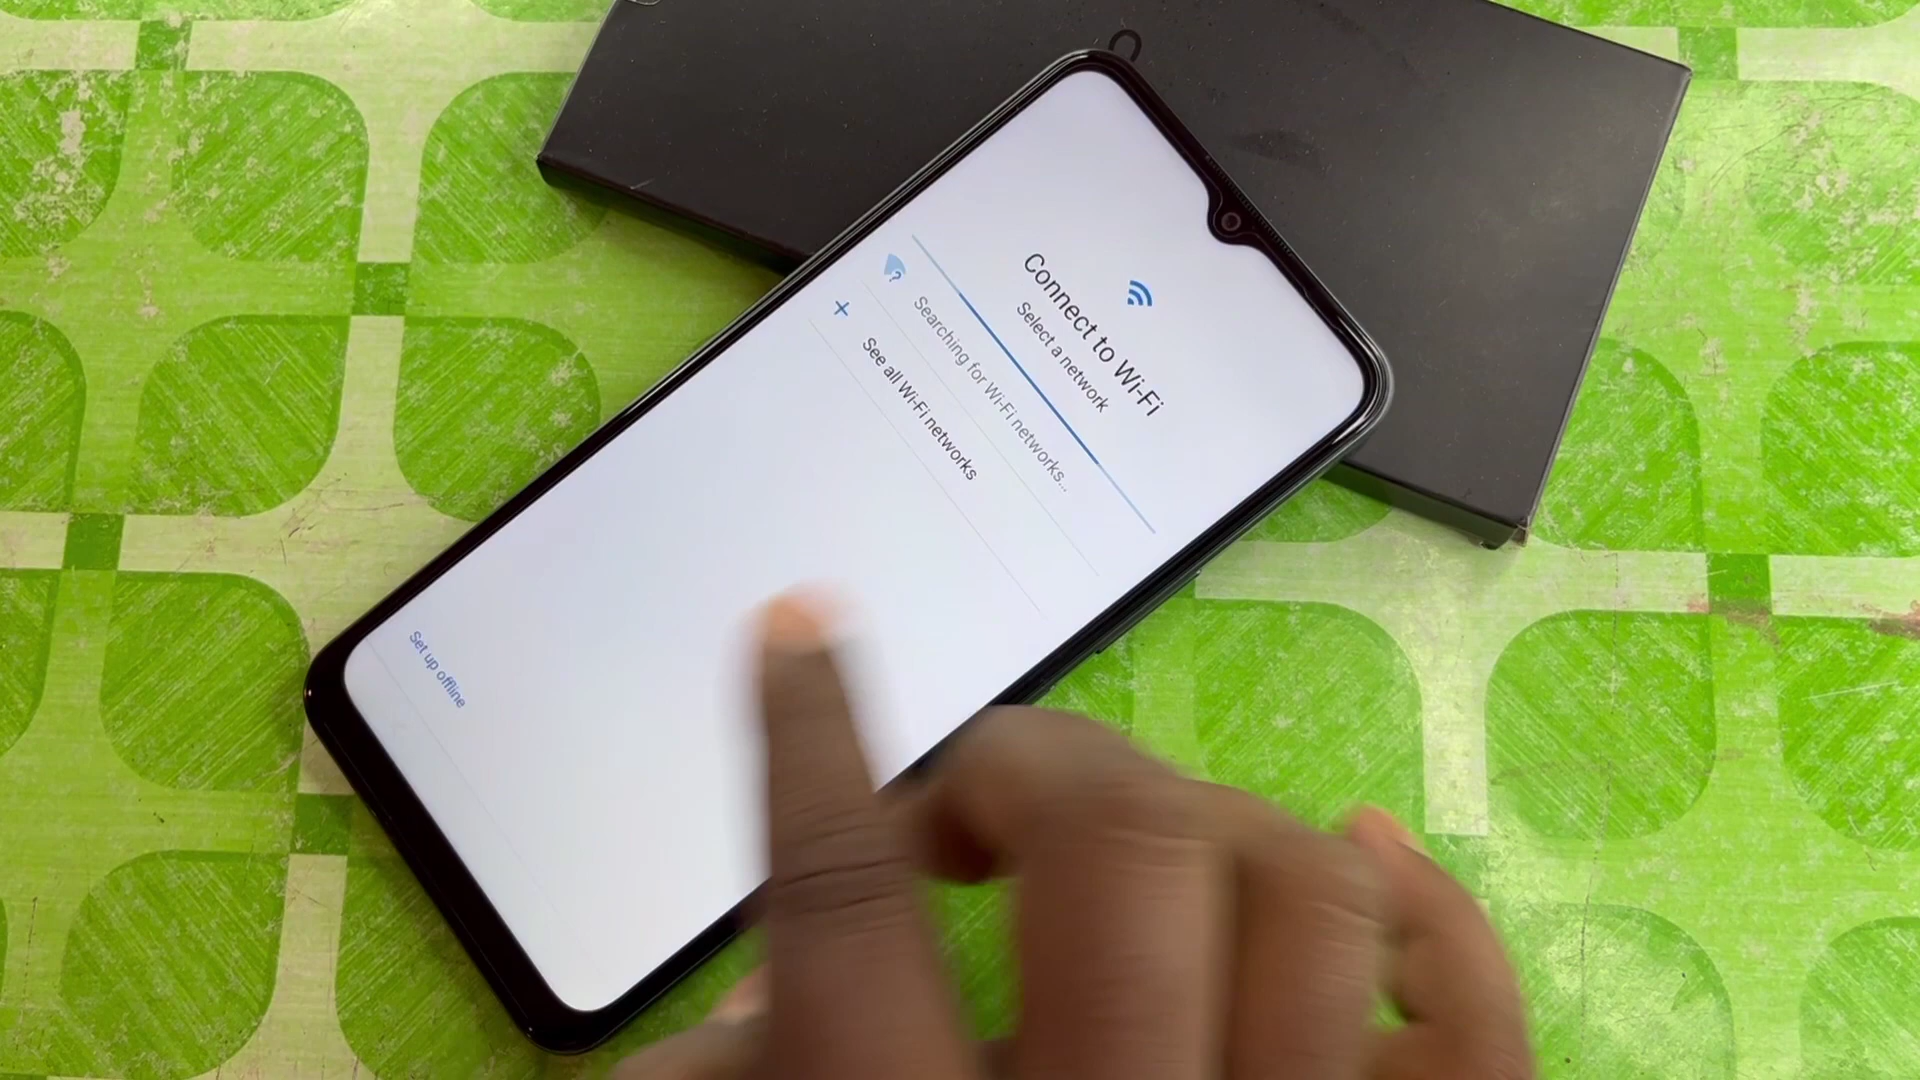 Connect to Wi-Fi
Select a network
Searching for Wi-Fi networks...
See all Wi-Fi networks
Set up offline